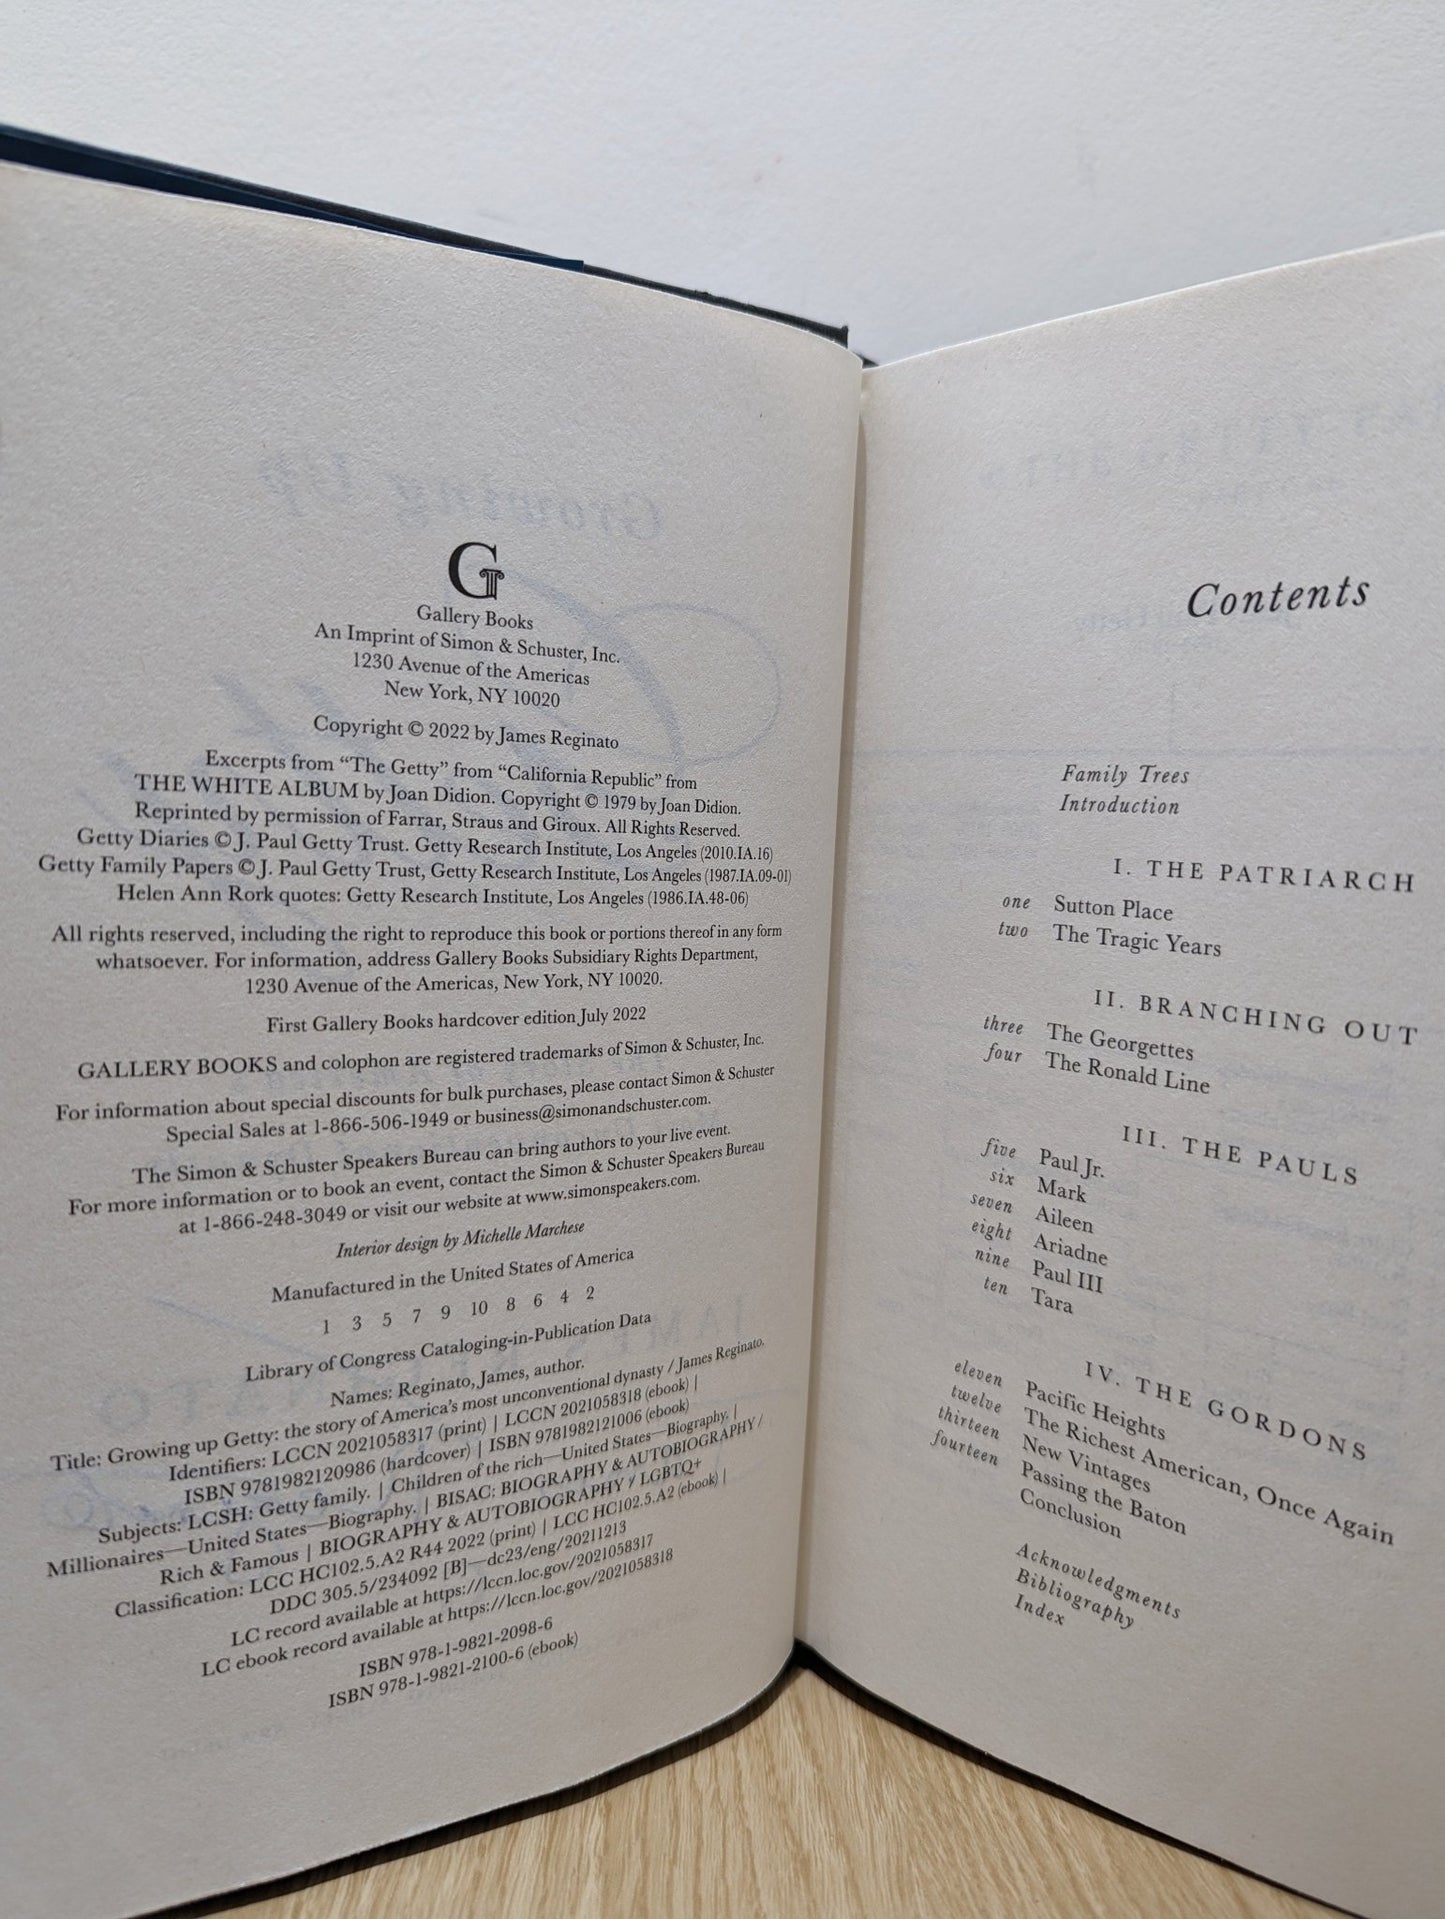 G
Gallery Books
An Imprint of Simon & Schuster, Inc.
1230 Avenue of the Americas
New York, NY 10020
Copyright © 2022 by James Reginato
Excerpts from “The Getty” from “California Republic” from
THE WHITE ALBUM by Joan Didion. Copyright © 1979 by Joan Didion.
Reprinted by permission of Farrar, Straus and Giroux. All Rights Reserved.
Getty Diaries © J. Paul Getty Trust. Getty Research Institute, Los Angeles (2010.IA.16)
Getty Family Papers © J. Paul Getty Trust, Getty Research Institute, Los Angeles (1987.IA.09-01)
Helen Ann Rork quotes: Getty Research Institute, Los Angeles (1986.IA.48-06)
All rights reserved, including the right to reproduce this book or portions thereof in any form
whatsoever. For information, address Gallery Books Subsidiary Rights Department,
1230 Avenue of the Americas, New York, NY 10020.
First Gallery Books hardcover edition July 2022
GALLERY BOOKS and colophon are registered trademarks of Simon & Schuster, Inc.
For information about special discounts for bulk purchases, please contact Simon & Schuster
Special Sales at 1-866-506-1949 or business@simonandschuster.com.
The Simon & Schuster Speakers Bureau can bring authors to your live event.
For more information or to book an event, contact the Simon & Schuster Speakers Bureau
at 1-866-248-3049 or visit our website at www.simonspeakers.com.
Interior design by Michelle Marchese
Manufactured in the United States of America
1 3 5 7 9 10 8 6 4 2
Library of Congress Cataloging-in-Publication Data
Names: Reginato, James, author.
Title: Growing up Getty: the story of America’s most unconventional dynasty / James Reginato.
Identifiers: LCCN 2021058317 (print) | LCCN 2021058318 (ebook) |
ISBN 9781982120986 (hardcover) | ISBN 9781982121006 (ebook)
Subjects: LCSH: Getty family. | Children of the rich—United States—Biography. |
Millionaires—United States—Biography. | BISAC: BIOGRAPHY & AUTOBIOGRAPHY /
Rich & Famous | BIOGRAPHY & AUTOBIOGRAPHY / LGBTQ+
Classification: LCC HC102.5.A2 R44 2022 (print) | LCC HC102.5.A2 (ebook) |
DDC 305.5/234092 [B]—dc23/eng/20211213
LC record available at https://lccn.loc.gov/2021058317
LC ebook record available at https://lccn.loc.gov/2021058318
ISBN 978-1-9821-2098-6
ISBN 978-1-9821-2100-6 (ebook)
Contents
Family Trees
Introduction
I. THE PATRIARCH
one Sutton Place
two The Tragic Years
II. BRANCHING OUT
three The Georgettes
four The Ronald Line
III. THE PAULS
five Paul Jr.
six Mark
seven Aileen
eight Ariadne
nine Paul III
ten Tara
IV. THE GORDONS
eleven Pacific Heights
twelve The Richest American, Once Again
thirteen New Vintages
fourteen Passing the Baton
Conclusion
Acknowledgments
Bibliography
Index